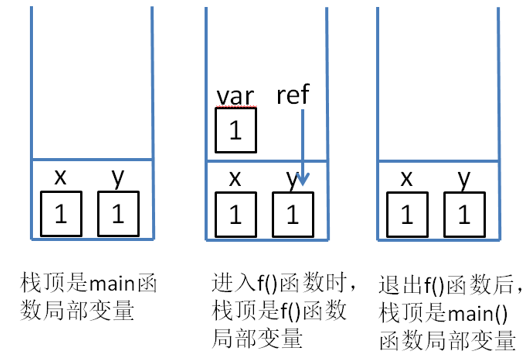 var ref
1
x y x y x y
1 1 1 1 1 1
栈顶是main函
数局部变量
进入f()函数时，
栈顶是f()函数
局部变量
退出f()函数后，
栈顶是main()
函数局部变量